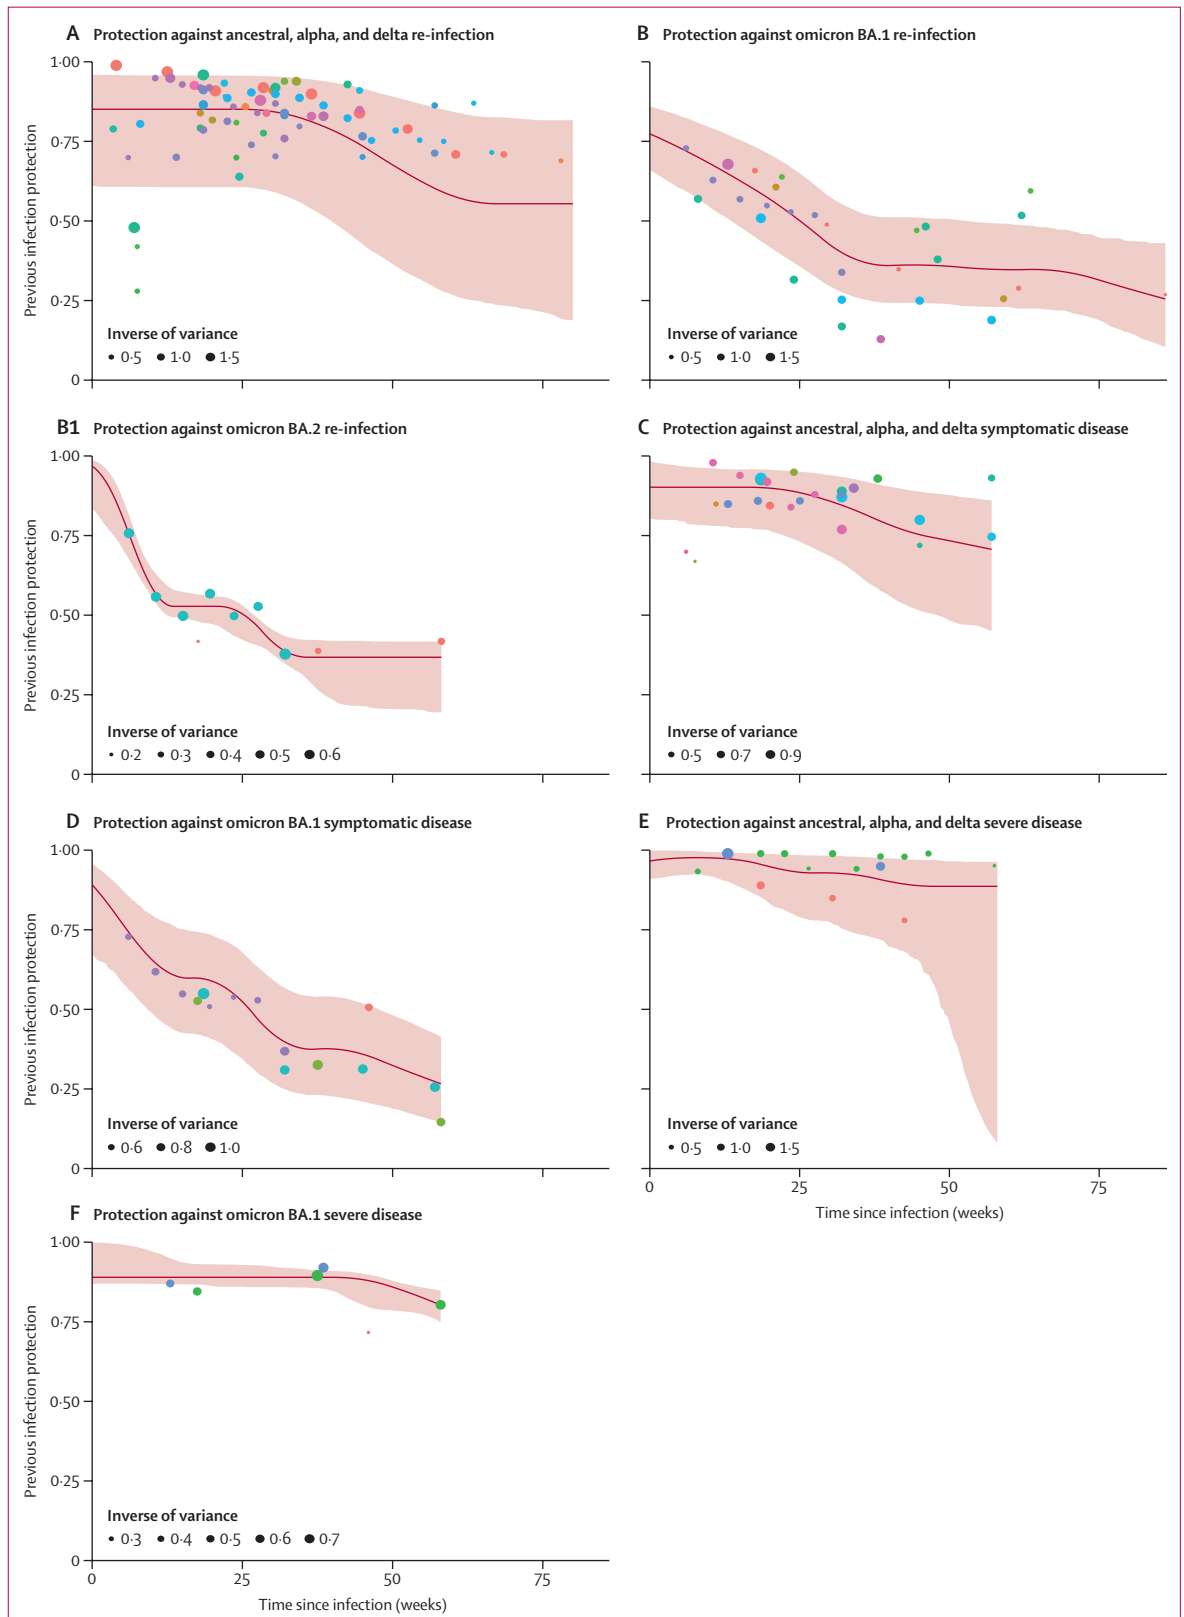 A Protection against ancestral, alpha, and delta re-infection
Previous infection protection
1·00
0·75
0·50
0·25
0
Inverse of variance
0·5 1·0 1·5
B Protection against omicron BA.1 re-infection
Inverse of variance
0·5 1·0 1·5
B1 Protection against omicron BA.2 re-infection
Previous infection protection
1·00
0·75
0·50
0·25
0
Inverse of variance
0·2 0·3 0·4 0·5 0·6
C Protection against ancestral, alpha, and delta symptomatic disease
Inverse of variance
0·5 0·7 0·9
D Protection against omicron BA.1 symptomatic disease
Previous infection protection
1·00
0·75
0·50
0·25
0
Inverse of variance
0·6 0·8 1·0
E Protection against ancestral, alpha, and delta severe disease
Inverse of variance
0·5 1·0 1·5
0 25 50 75
Time since infection (weeks)
F Protection against omicron BA.1 severe disease
Previous infection protection
1·00
0·75
0·50
0·25
0
Inverse of variance
0·3 0·4 0·5 0·6 0·7
0 25 50 75
Time since infection (weeks)